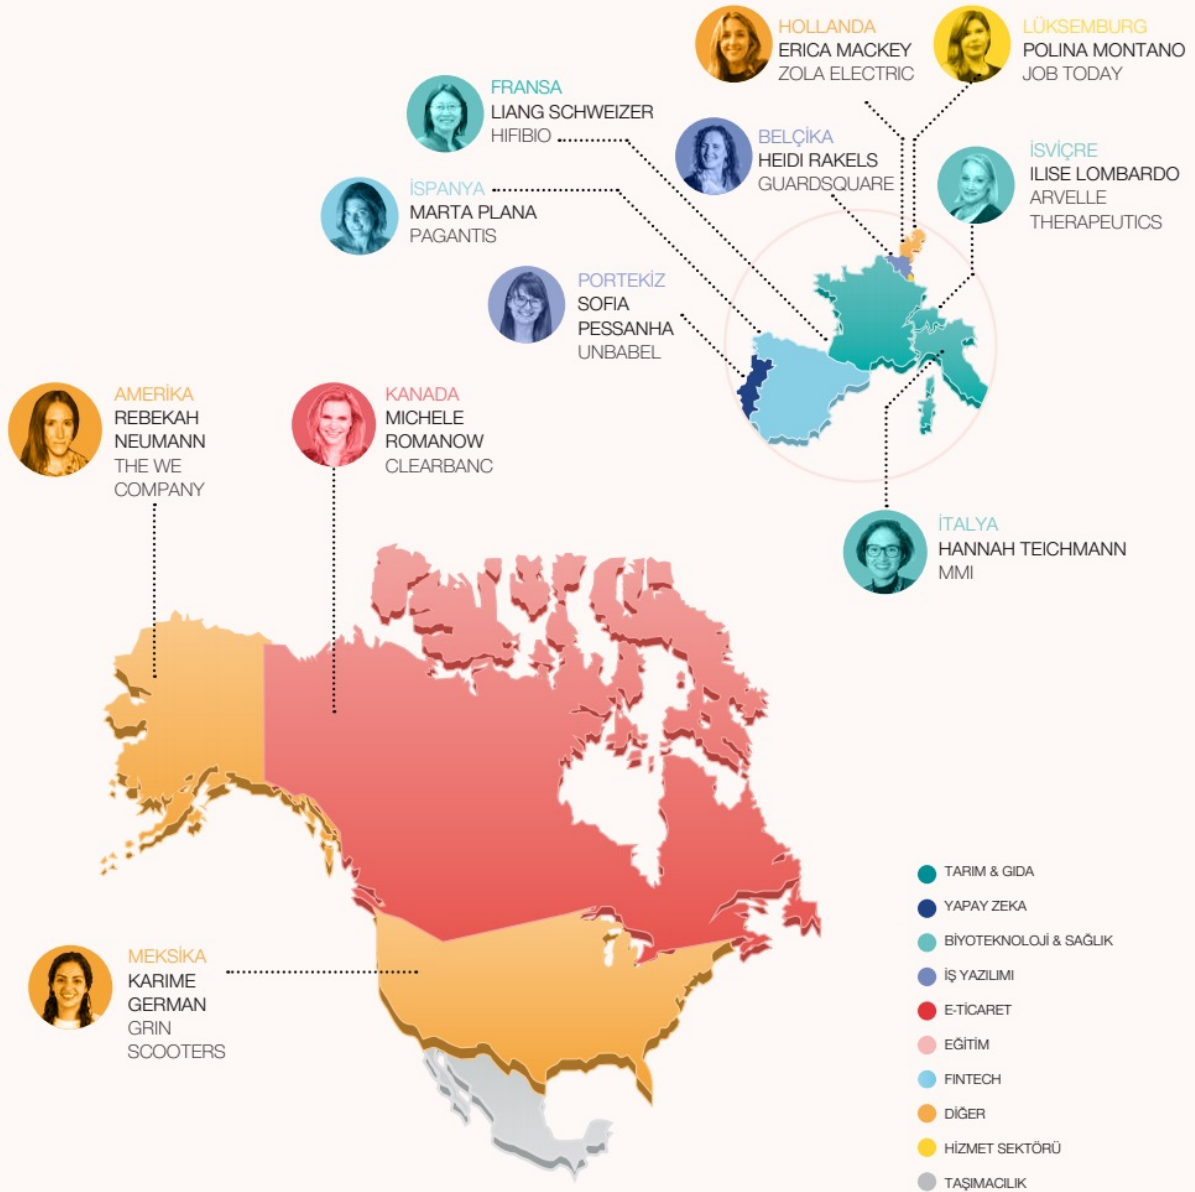 HOLLANDA
ERICA MACKEY
ZOLA ELECTRIC
LÜKSEMBURG
POLINA MONTANO
JOB TODAY
FRANSA
LIANG SCHWEIZER
HIFIBIO
BELÇİKA
HEIDI RAKELS
GUARDSQUARE
İSVİÇRE
ILISE LOMBARDO
ARVELLE
THERAPEUTICS
İSPANYA
MARTA PLANA
PAGANTIS
PORTEKİZ
SOFIA
PESSANHA
UNBABEL
AMERİKA
REBEKAH
NEUMANN
THE WE
COMPANY
KANADA
MICHELE
ROMANOW
CLEARBANC
İTALYA
HANNAH TEICHMANN
MMI
MEKSİKA
KARIME
GERMAN
GRIN
SCOOTERS
TARIM & GIDA
YAPAY ZEKA
BİYOTEKNOLOJİ & SAĞLIK
İŞ YAZILIMI
E-TİCARET
EĞİTİM
FINTECH
DİĞER
HİZMET SEKTÖRÜ
TAŞIMACILIK